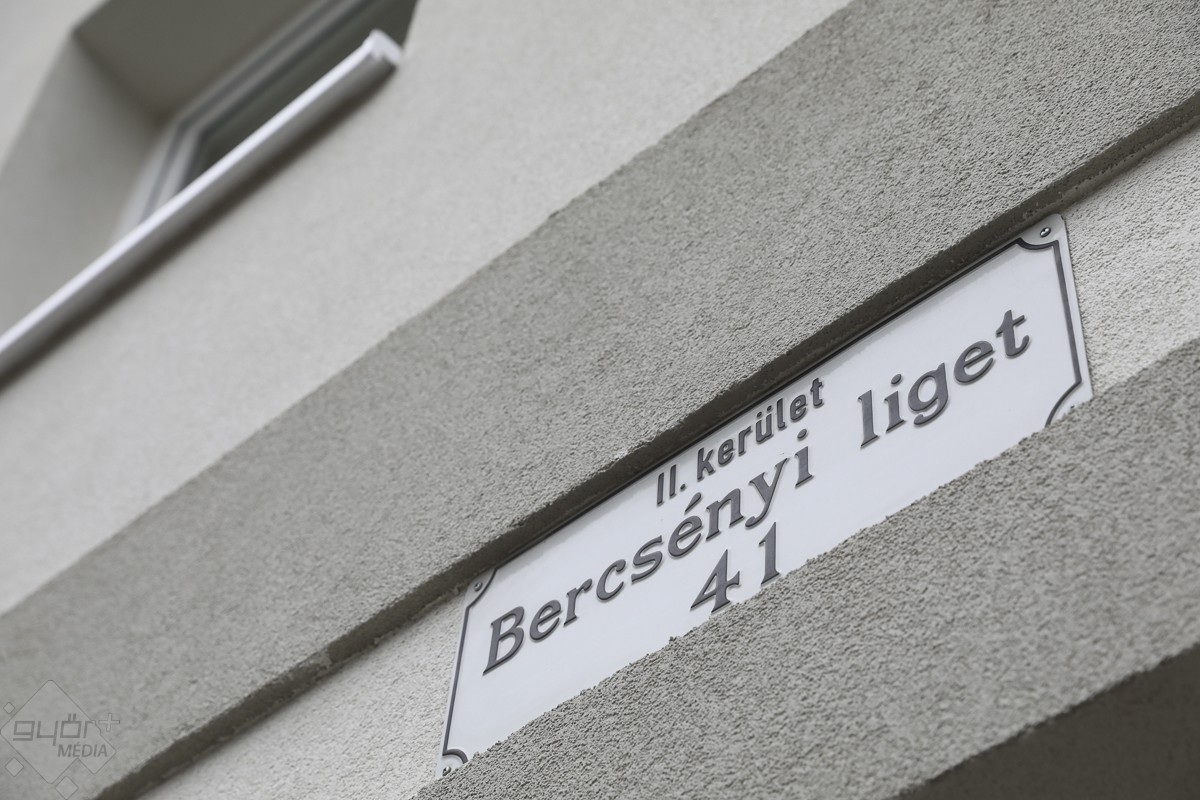 II. kerület
Bercsényi liget
41
győr+
MÉDIA